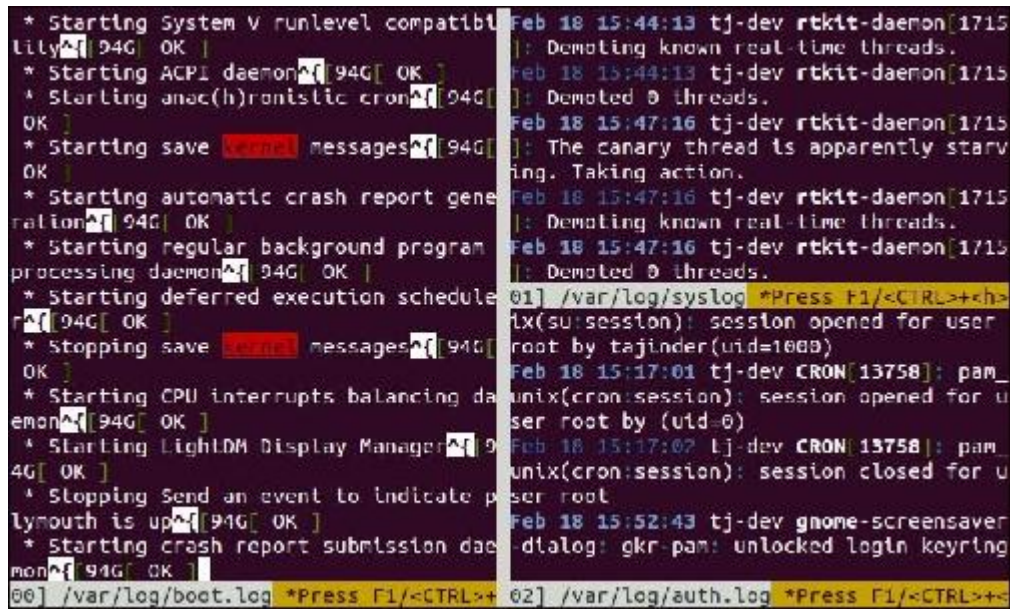 * Starting System V runlevel compatibi
lity^[[94G[ OK ]
* Starting ACPI daemon^[[94G[ OK ]
* Starting anac(h)ronistic cron^[[94G[
OK ]
* Starting save kernel messages^[[94G[
OK ]
* Starting automatic crash report gene
ration^[[94G[ OK ]
* Starting regular background program
processing daemon^[[94G[ OK ]
* Starting deferred execution schedule
r^[[94G[ OK ]
* Stopping save kernel messages^[[94G[
OK ]
* Starting CPU interrupts balancing da
emon^[[94G[ OK ]
* Starting LightDM Display Manager^[[9
4G[ OK ]
* Stopping Send an event to indicate p
lymouth is up^[[94G[ OK ]
* Starting crash report submission dae
mon^[[94G[ OK ]
00] /var/log/boot.log *Press F1/<CTRL>+
Feb 18 15:44:13 tj-dev rtkit-daemon[1715
]: Demoting known real-time threads.
Feb 18 15:44:13 tj-dev rtkit-daemon[1715
]: Demoted 0 threads.
Feb 18 15:47:16 tj-dev rtkit-daemon[1715
]: The canary thread is apparently starv
ing. Taking action.
Feb 18 15:47:16 tj-dev rtkit-daemon[1715
]: Demoting known real-time threads.
Feb 18 15:47:16 tj-dev rtkit-daemon[1715
]: Demoted 0 threads.
01] /var/log/syslog *Press F1/<CTRL>+<h>
ix(su:session): session opened for user
root by tajinder(uid=1000)
Feb 18 15:17:01 tj-dev CRON[13758]: pam_
unix(cron:session): session opened for u
ser root by (uid=0)
Feb 18 15:17:02 tj-dev CRON[13758]: pam_
unix(cron:session): session closed for u
ser root
Feb 18 15:52:43 tj-dev gnome-screensaver
-dialog: gkr-pam: unlocked login keyring
02] /var/log/auth.log *Press F1/<CTRL>+<